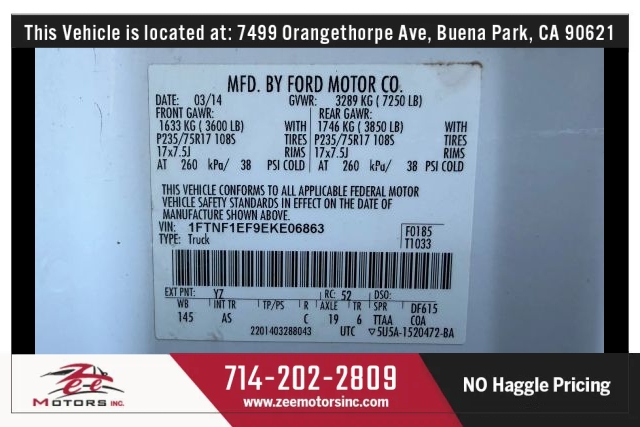 This Vehicle is located at: 7499 Orangethorpe Ave, Buena Park, CA 90621
MFD. BY FORD MOTOR CO.
DATE: 03/14 GVWR: 3289 KG ( 7250 LB)
FRONT GAWR: REAR GAWR:
1633 KG ( 3600 LB) WITH 1746 KG ( 3850 LB) WITH
P235/75R17 108S TIRES P235/75R17 108S TIRES
17x7.5J RIMS 17x7.5J RIMS
AT 260 kPa/ 38 PSI COLD AT 260 kPa/ 38 PSI COLD
THIS VEHICLE CONFORMS TO ALL APPLICABLE FEDERAL MOTOR
VEHICLE SAFETY STANDARDS IN EFFECT ON THE DATE OF
MANUFACTURE SHOWN ABOVE.
VIN: 1FTNF1EF9EKE06863 F0185
TYPE: Truck T1033
EXT PNT: YZ RC: 52 DSO:
WB INT TR TP/PS R AXLE TR SPR DF615
145 AS C 19 6 TTAA COA
2201403288043 UTC ▽5U5A-1520472-BA
Zee
MOTORS INC.
714-202-2809
www.zeemotorsinc.com
NO Haggle Pricing